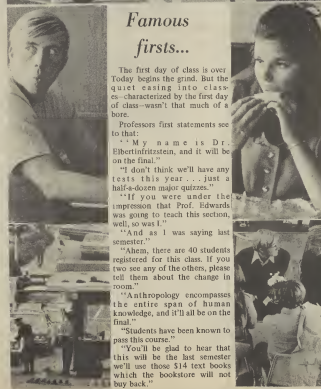 Famous
firsts...
The first day of class is over.
Today begins the grind. But the
quiet easing into class-
es-characterized by the first day
of class-wasn't that much of a
bore.
Professors first statements see
to that:
"My name is Dr.
Elbertinfritzstein, and it will be
on the final."
"I don't think we'll have any
tests this year . . . just a
half-a-dozen major quizzes."
"If you were under the
impression that Prof. Edwards
was going to teach this section,
well, so was I."
"And as I was saying last
semester."
"Ahem, there are 40 students
registered for this class. If you
two see any of the others, please
tell them about the change in
room."
"Anthropology encompasses
the entire span of human
knowledge, and it'll be all on the
final."
"Students have been known to
pass this course."
"You'll be glad to hear that
this will be the last semester
we'll use those $14 text books
which the bookstore will not
buy back."